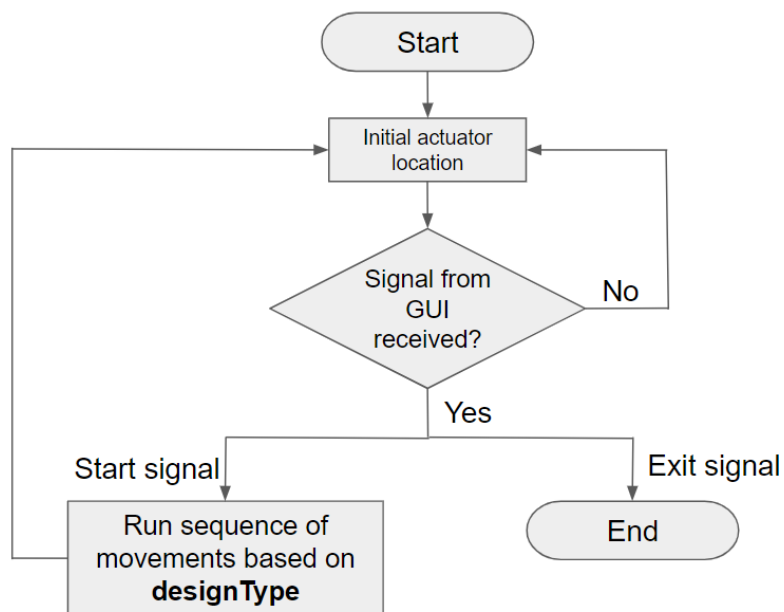 Start
Initial actuator
location
Signal from
GUI
received?
No
Yes
Start signal
Exit signal
Run sequence of
movements based on
designType
End